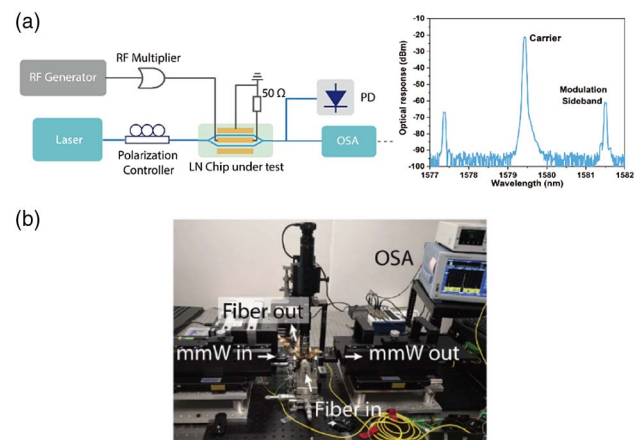 (a)
RF Generator
RF Multiplier
50 Ω
PD
Laser
Polarization
Controller
LN Chip under test
OSA
Optical response (dBm)
-10
-20
-30
-40
-50
-60
-70
-80
-90
-100
Carrier
Modulation
Sideband
1577
1578
1579
1580
1581
1582
Wavelength (nm)
(b)
OSA
Fiber out
mmW in
mmW out
Fiber in